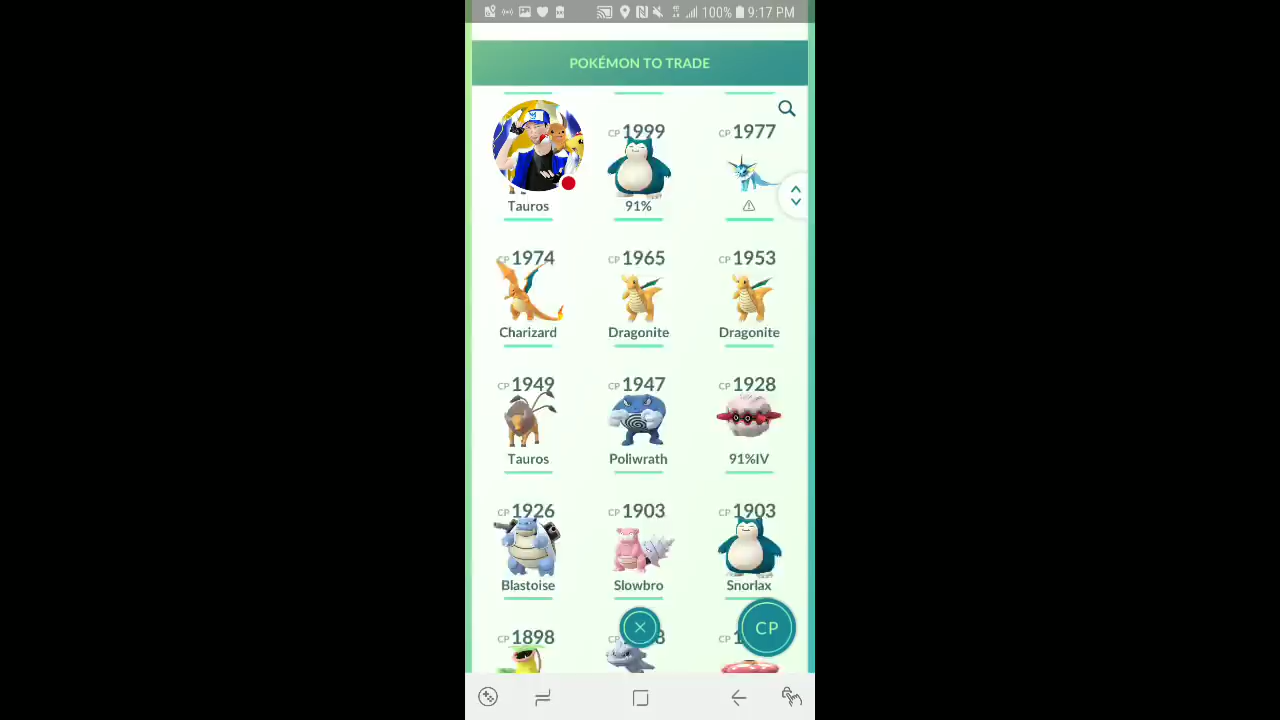 100% 9:17 PM
POKÉMON TO TRADE
CP 1999 CP 1977
Tauros 91%
CP 1974 CP 1965 CP 1953
Charizard Dragonite Dragonite
CP 1949 CP 1947 CP 1928
Tauros Poliwrath 91%IV
CP 1926 CP 1903 CP 1903
Blastoise Slowbro Snorlax
CP 1898 CP CP
CP